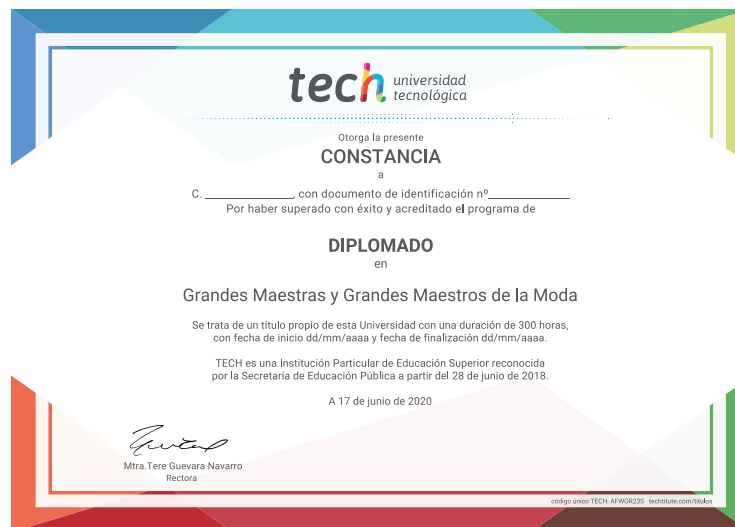 tech universidad
tecnológica
Otorga la presente
CONSTANCIA
a
C. ______________, con documento de identificación nº______________
Por haber superado con éxito y acreditado el programa de
DIPLOMADO
en
Grandes Maestras y Grandes Maestros de la Moda
Se trata de un título propio de esta Universidad con una duración de 300 horas,
con fecha de inicio dd/mm/aaaa y fecha de finalización dd/mm/aaaa.
TECH es una Institución Particular de Educación Superior reconocida
por la Secretaría de Educación Pública a partir del 28 de junio de 2018.
A 17 de junio de 2020
Mtra.Tere Guevara Navarro
Rectora
código único TECH: AFWOR23S techtitute.com/titulos